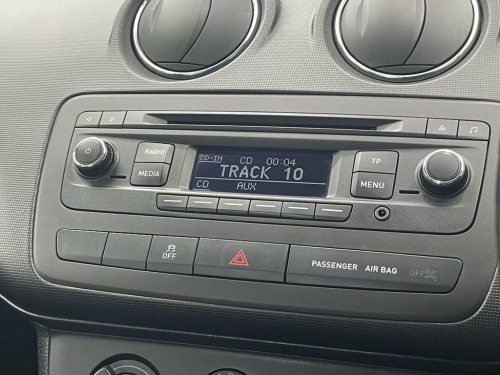 RADIO
MEDIA
CD-IN
CD 00:04
TRACK 10
CD AUX
TP
MENU
OFF
PASSENGER AIR BAG OFF